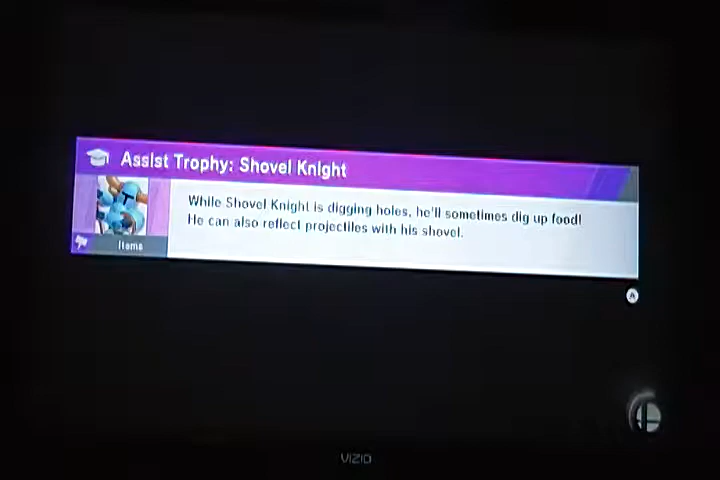 Assist Trophy: Shovel Knight
While Shovel Knight is digging holes, he'll sometimes dig up food!
He can also reflect projectiles with his shovel.
Items
A
VIZIO